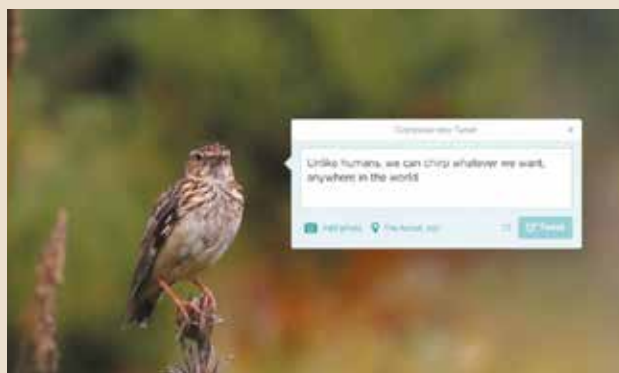 Compose new Tweet
Unlike humans, we can chirp whatever we want,
anywhere in the world
Add photo
Tweet